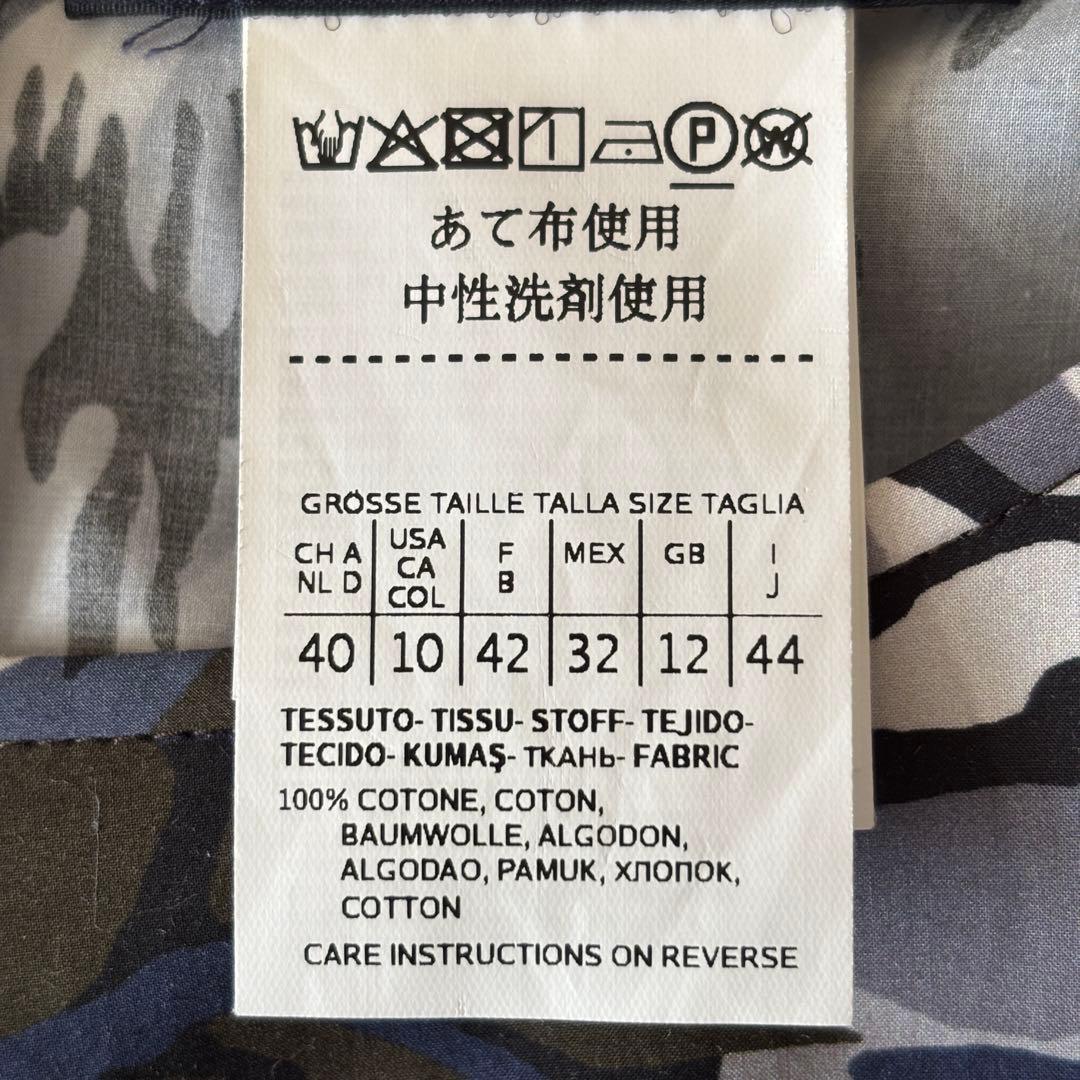 P W
あて布使用
中性洗剤使用
GRÖSSE TAILLE TALLA SIZE TAGLIA
CH A NL D USA CA COL F B MEX GB I J
40 10 42 32 12 44
TESSUTO- TISSU- STOFF- TEJIDO-
TECIDO- KUMAŞ- ТКАНЬ- FABRIC
100% COTONE, COTON,
BAUMWOLLE, ALGODON,
ALGODAO, PAMUK, ХЛОПОК,
COTTON
CARE INSTRUCTIONS ON REVERSE